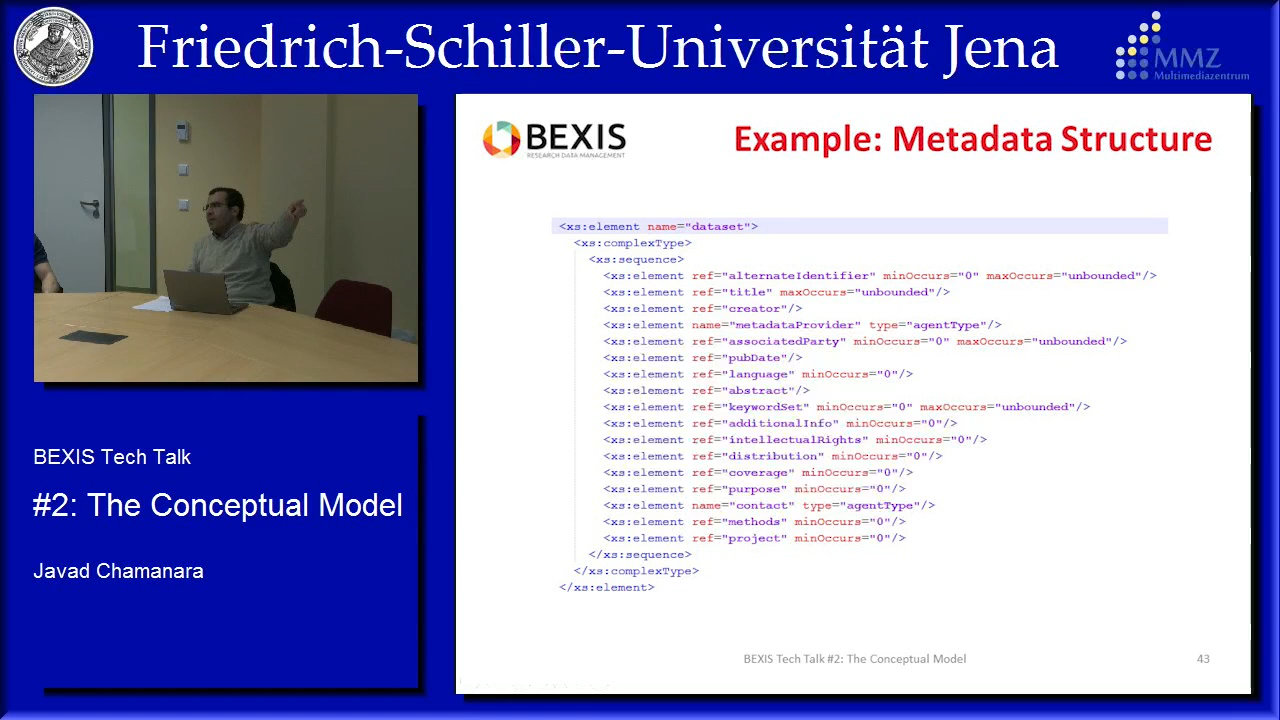 Friedrich-Schiller-Universität Jena
MMZ
Multimediazentrum
BEXIS
RESEARCH DATA MANAGEMENT
Example: Metadata Structure
<xs:element name="dataset">
<xs:complexType>
<xs:sequence>
<xs:element ref="alternateIdentifier" minOccurs="0" maxOccurs="unbounded"/>
<xs:element ref="title" maxOccurs="unbounded"/>
<xs:element ref="creator"/>
<xs:element name="metadataProvider" type="agentType"/>
<xs:element ref="associatedParty" minOccurs="0" maxOccurs="unbounded"/>
<xs:element ref="pubDate"/>
<xs:element ref="language" minOccurs="0"/>
<xs:element ref="abstract"/>
<xs:element ref="keywordSet" minOccurs="0" maxOccurs="unbounded"/>
<xs:element ref="additionalInfo" minOccurs="0"/>
<xs:element ref="intellectualRights" minOccurs="0"/>
<xs:element ref="distribution" minOccurs="0"/>
<xs:element ref="coverage" minOccurs="0"/>
<xs:element ref="purpose" minOccurs="0"/>
<xs:element name="contact" type="agentType"/>
<xs:element ref="methods" minOccurs="0"/>
<xs:element ref="project" minOccurs="0"/>
</xs:sequence>
</xs:complexType>
</xs:element>
BEXIS Tech Talk #2: The Conceptual Model
43
BEXIS Tech Talk
#2: The Conceptual Model
Javad Chamanara